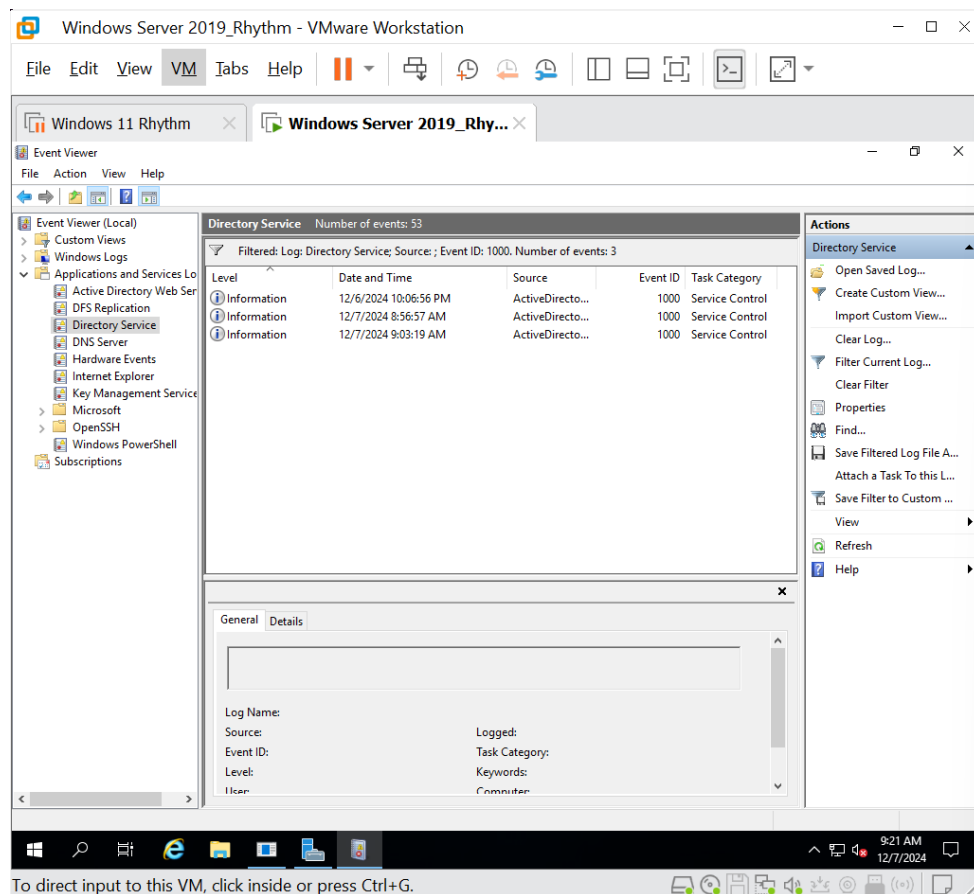 Windows Server 2019_Rhythm - VMware Workstation
File Edit View VM Tabs Help
Windows 11 Rhythm
Windows Server 2019_Rhy...
Event Viewer
File Action View Help
Event Viewer (Local)
Custom Views
Windows Logs
Applications and Services Lo
Active Directory Web Ser
DFS Replication
Directory Service
DNS Server
Hardware Events
Internet Explorer
Key Management Service
Microsoft
OpenSSH
Windows PowerShell
Subscriptions
Directory Service Number of events: 53
Filtered: Log: Directory Service; Source: ; Event ID: 1000. Number of events: 3
Level Date and Time Source Event ID Task Category
Information 12/6/2024 10:06:56 PM ActiveDirecto... 1000 Service Control
Information 12/7/2024 8:56:57 AM ActiveDirecto... 1000 Service Control
Information 12/7/2024 9:03:19 AM ActiveDirecto... 1000 Service Control
General Details
Log Name:
Source: Logged:
Event ID: Task Category:
Level: Keywords:
User: Computer:
Actions
Directory Service
Open Saved Log...
Create Custom View...
Import Custom View...
Clear Log...
Filter Current Log...
Clear Filter
Properties
Find...
Save Filtered Log File A...
Attach a Task To this L...
Save Filter to Custom ...
View
Refresh
Help
9:21 AM
12/7/2024
To direct input to this VM, click inside or press Ctrl+G.